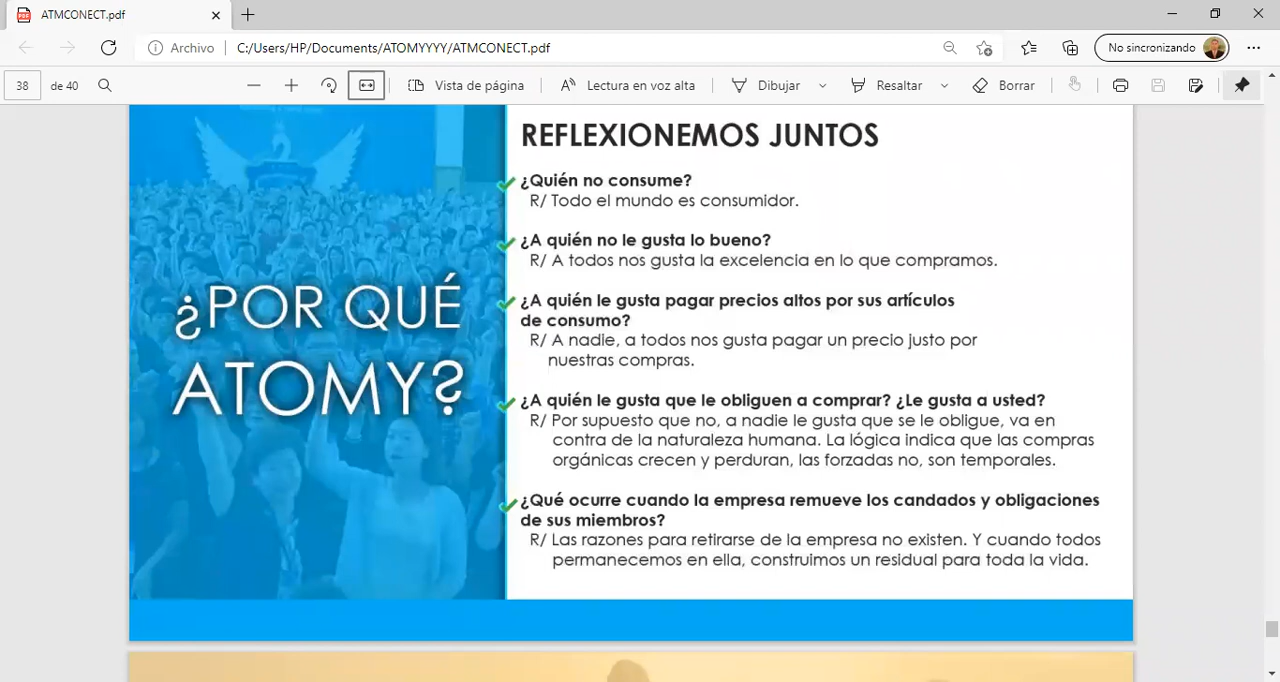 ATMCONECT.pdf
Archivo
C:/Users/HP/Documents/ATOMYYYY/ATMCONECT.pdf
No sincronizando
38
de 40
Vista de página
Lectura en voz alta
Dibujar
Resaltar
Borrar
¿POR QUÉ
ATOMY?
REFLEXIONEMOS JUNTOS
¿Quién no consume?
R/ Todo el mundo es consumidor.
¿A quién no le gusta lo bueno?
R/ A todos nos gusta la excelencia en lo que compramos.
¿A quién le gusta pagar precios altos por sus artículos
de consumo?
R/ A nadie, a todos nos gusta pagar un precio justo por
nuestras compras.
¿A quién le gusta que le obliguen a comprar? ¿Le gusta a usted?
R/ Por supuesto que no, a nadie le gusta que se le obligue, va en
contra de la naturaleza humana. La lógica indica que las compras
orgánicas crecen y perduran, las forzadas no, son temporales.
¿Qué ocurre cuando la empresa remueve los candados y obligaciones
de sus miembros?
R/ Las razones para retirarse de la empresa no existen. Y cuando todos
permanecemos en ella, construimos un residual para toda la vida.